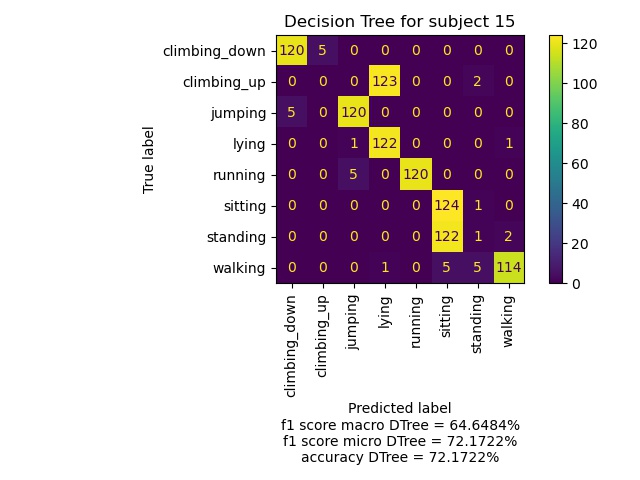 Decision Tree for subject 15
climbing_down 120 5 0 0 0 0 0 0
climbing_up 0 0 0 123 0 0 2 0
jumping 5 0 120 0 0 0 0 0
lying 0 0 1 122 0 0 0 1
running 0 0 5 0 120 0 0 0
sitting 0 0 0 0 0 124 1 0
standing 0 0 0 0 0 122 1 2
walking 0 0 0 1 0 5 5 114
True label
climbing_down climbing_up jumping lying running sitting standing walking
Predicted label
f1 score macro DTree = 64.6484%
f1 score micro DTree = 72.1722%
accuracy DTree = 72.1722%
120
100
80
60
40
20
0